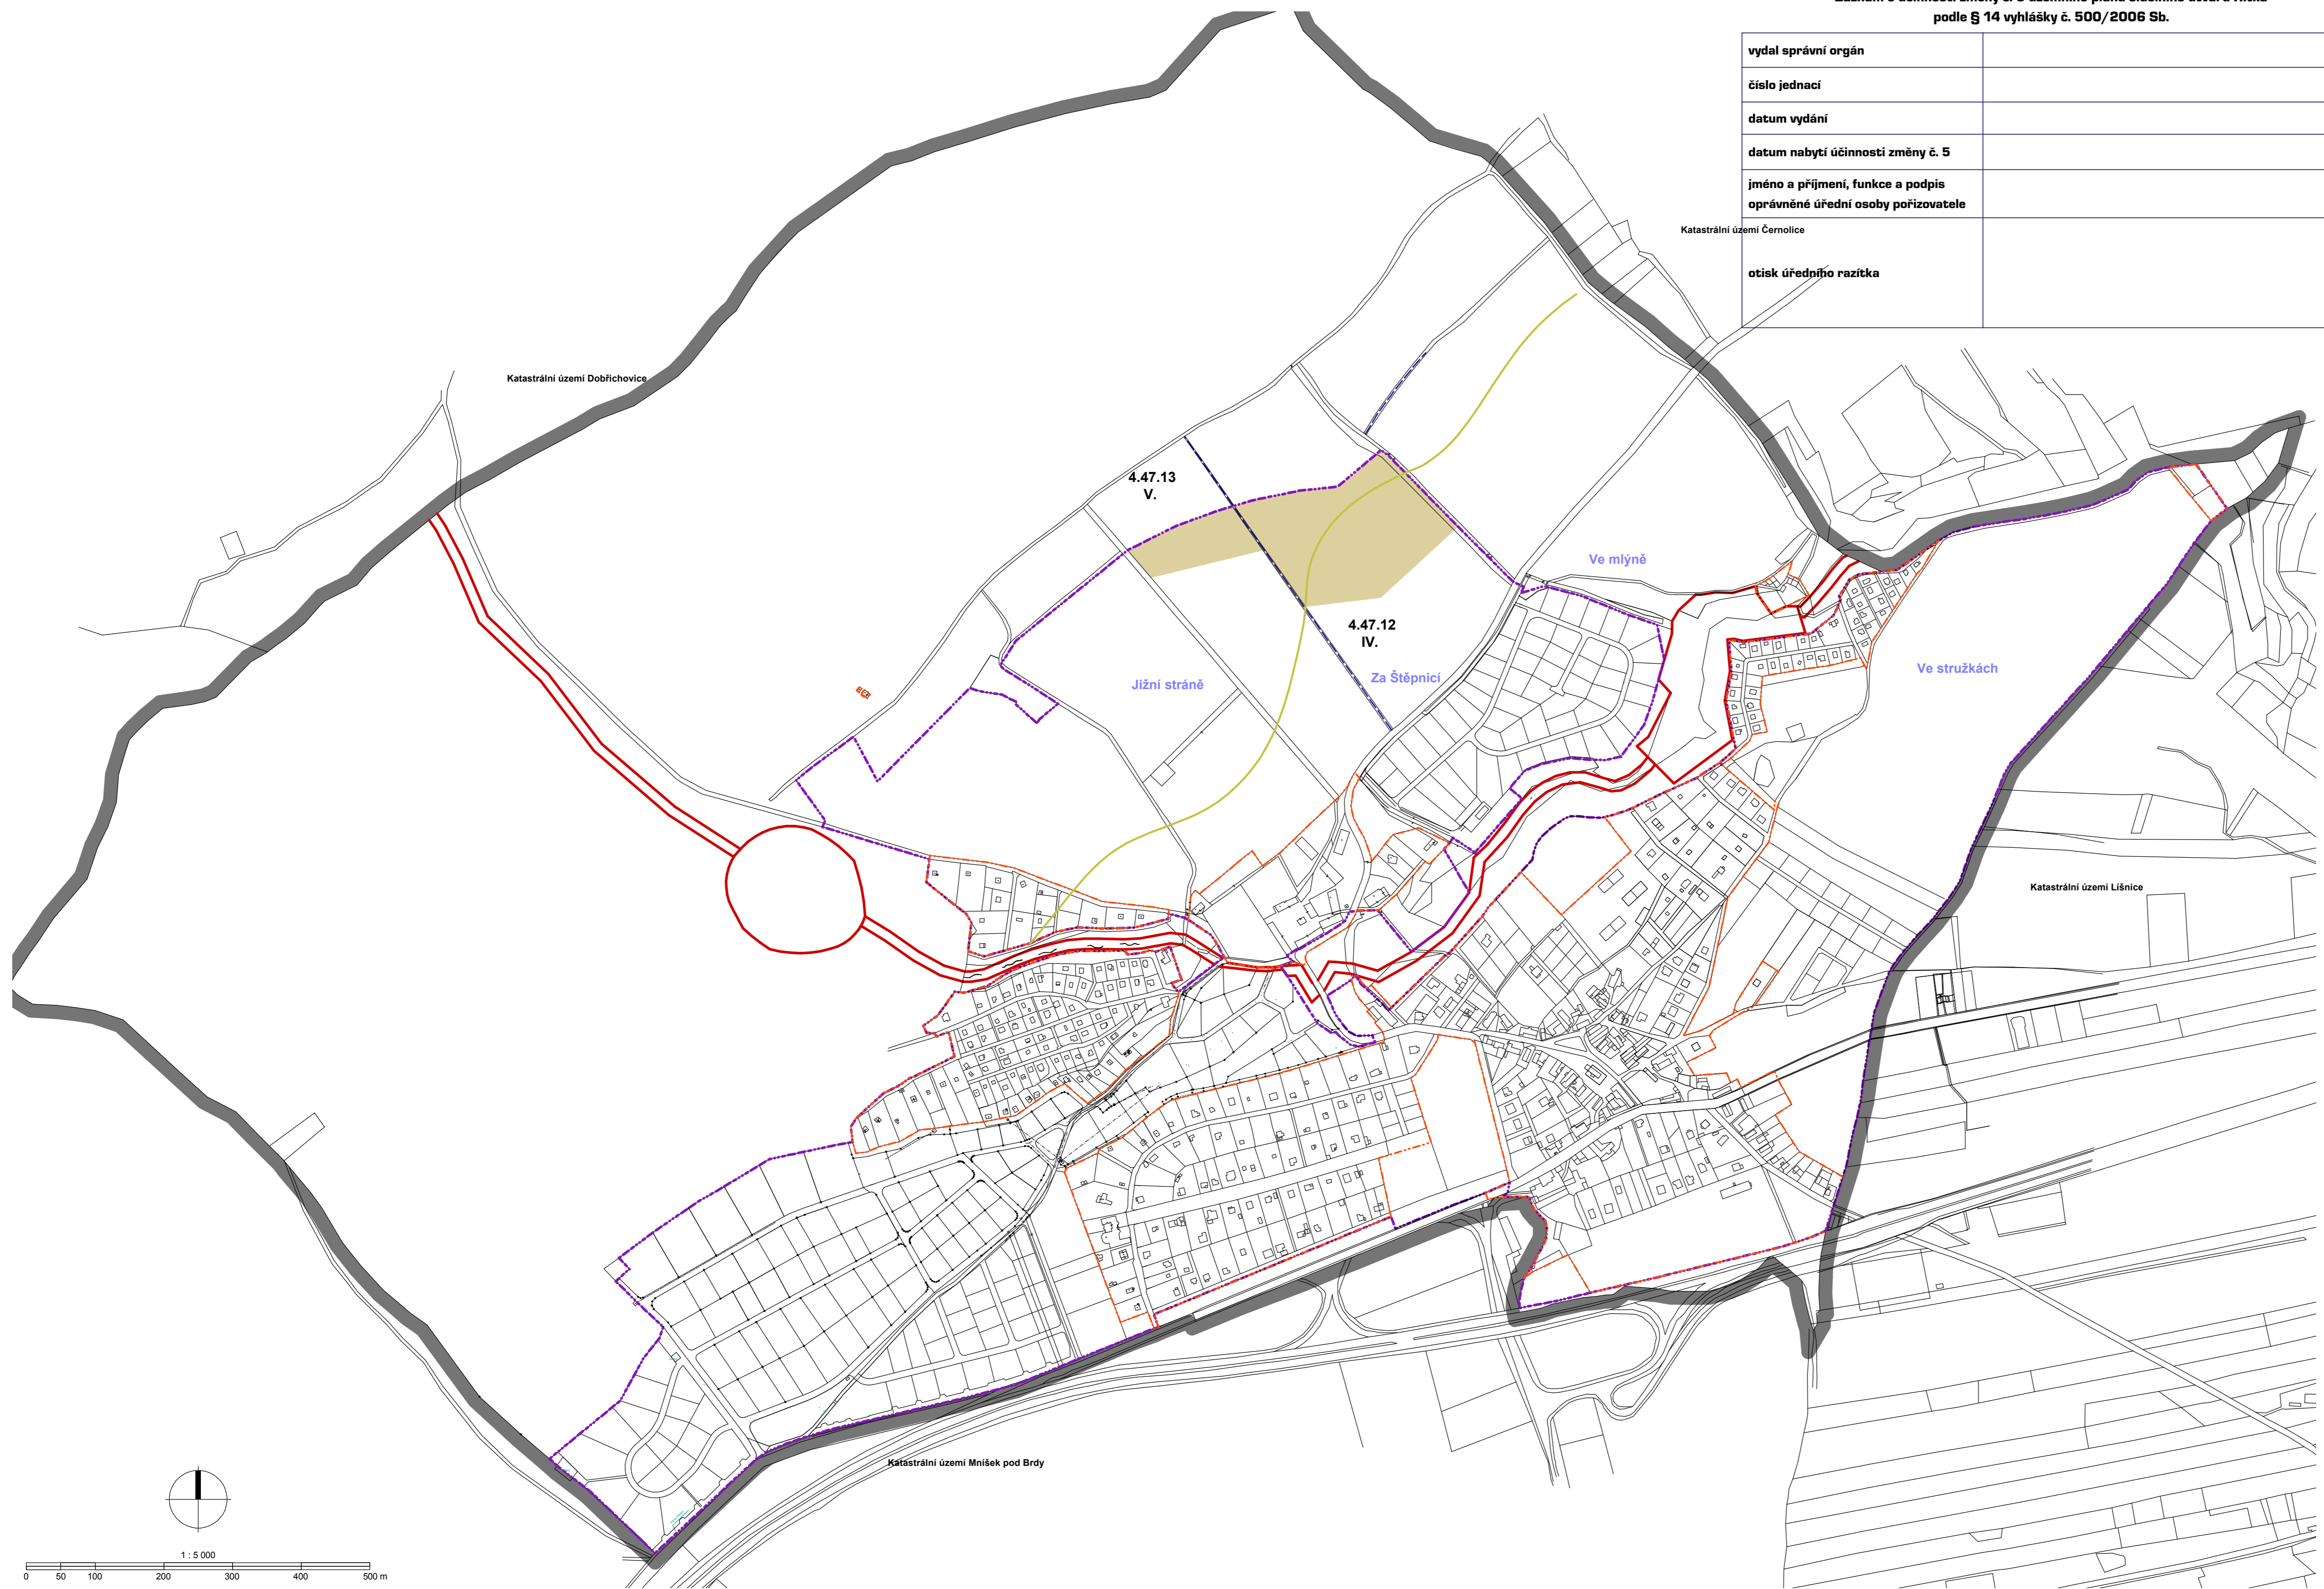 podle § 14 vyhlášky č. 500/2006 Sb.
vydal správní orgán
číslo jednací
datum vydání
datum nabytí účinnosti změny č. 5
jméno a příjmení, funkce a podpis
oprávněné úřední osoby pořizovatele
Katastrální území Černolice
otisk úředního razítka
Katastrální území Dobřichovice
4.47.13
V.
Ve mlýně
4.47.12
IV.
Ve stružkách
Za Štěpnicí
Jižní stráně
Katastrální území Líšnice
Katastrální území Mníšek pod Brdy
1 : 5 000
0 50 100 200 300 400 500 m